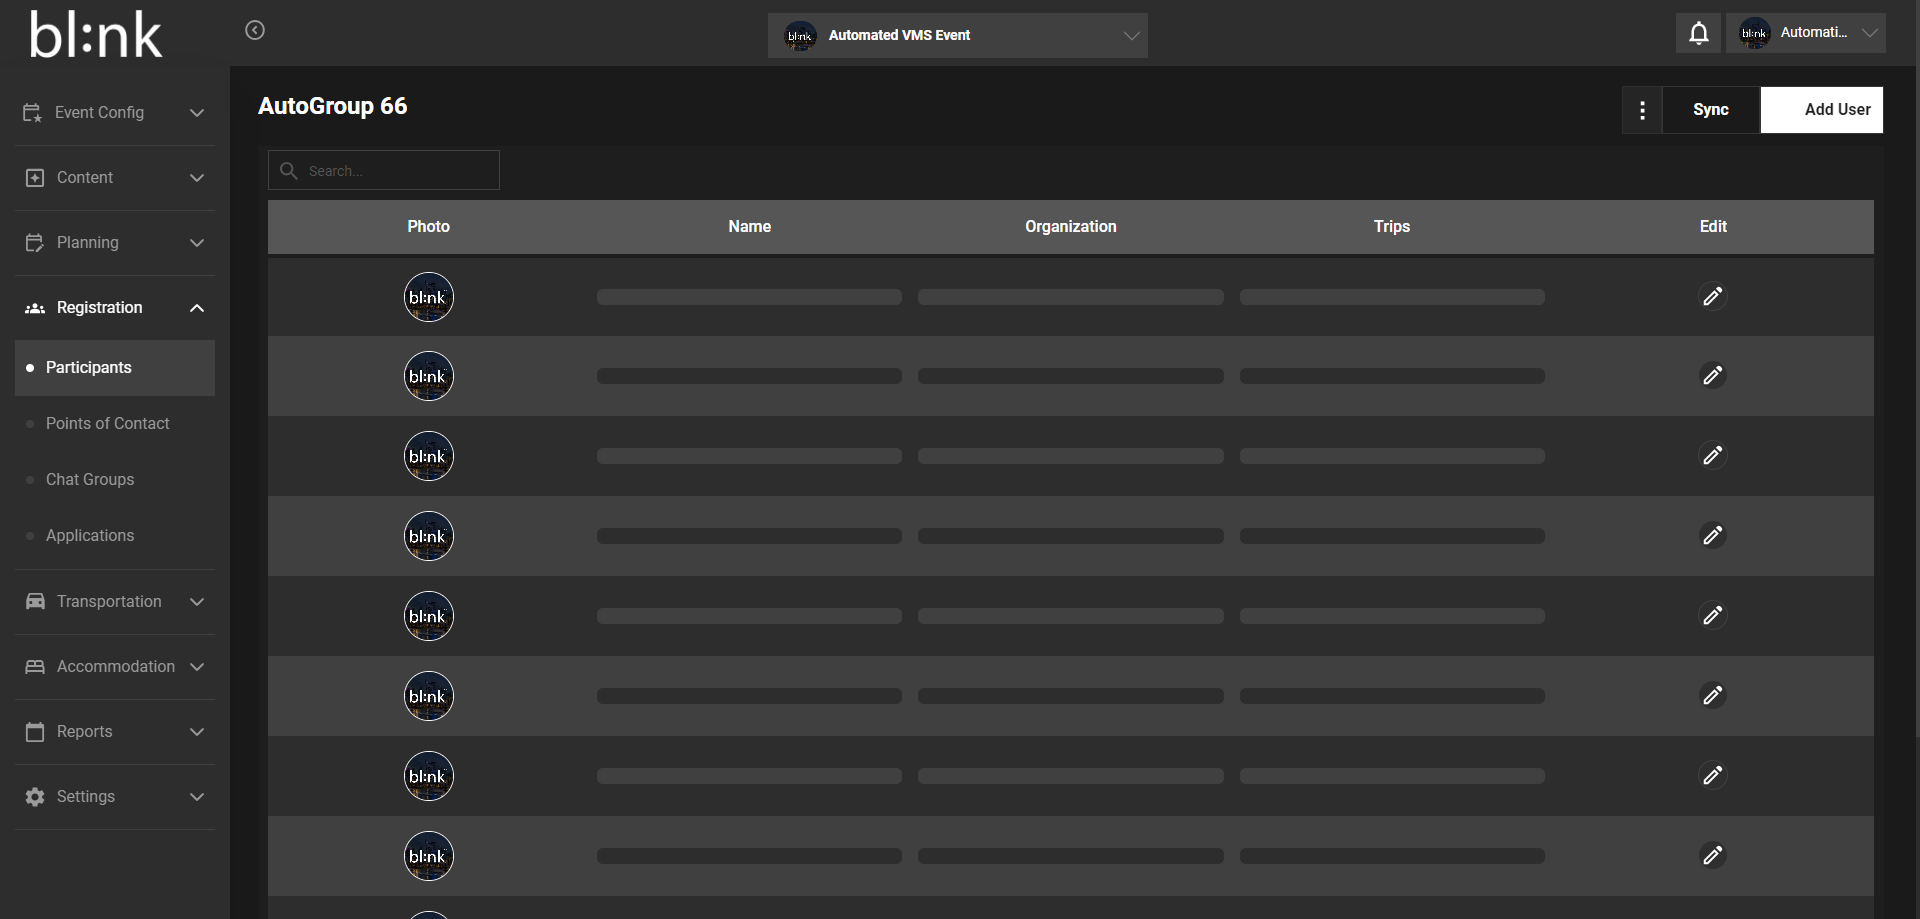 bl:nk
bl:nk Automated VMS Event
bl:nk Automati...
Event Config
Content
Planning
Registration
Participants
Points of Contact
Chat Groups
Applications
Transportation
Accommodation
Reports
Settings
AutoGroup 66
Sync
Add User
Search...
Photo Name Organization Trips Edit
bl:nk
bl:nk
bl:nk
bl:nk
bl:nk
bl:nk
bl:nk
bl:nk